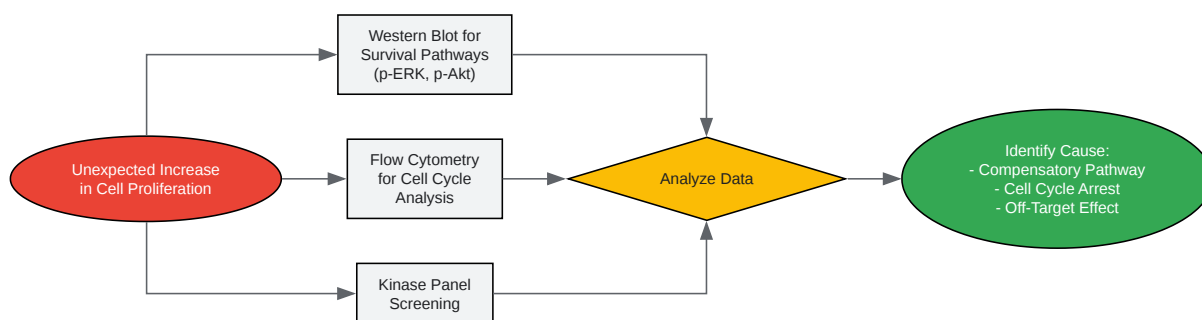 Western Blot for
Survival Pathways
(p-ERK, p-Akt)
Unexpected Increase
in Cell Proliferation
Flow Cytometry
for Cell Cycle
Analysis
Analyze Data
Identify Cause:
- Compensatory Pathway
- Cell Cycle Arrest
- Off-Target Effect
Kinase Panel
Screening